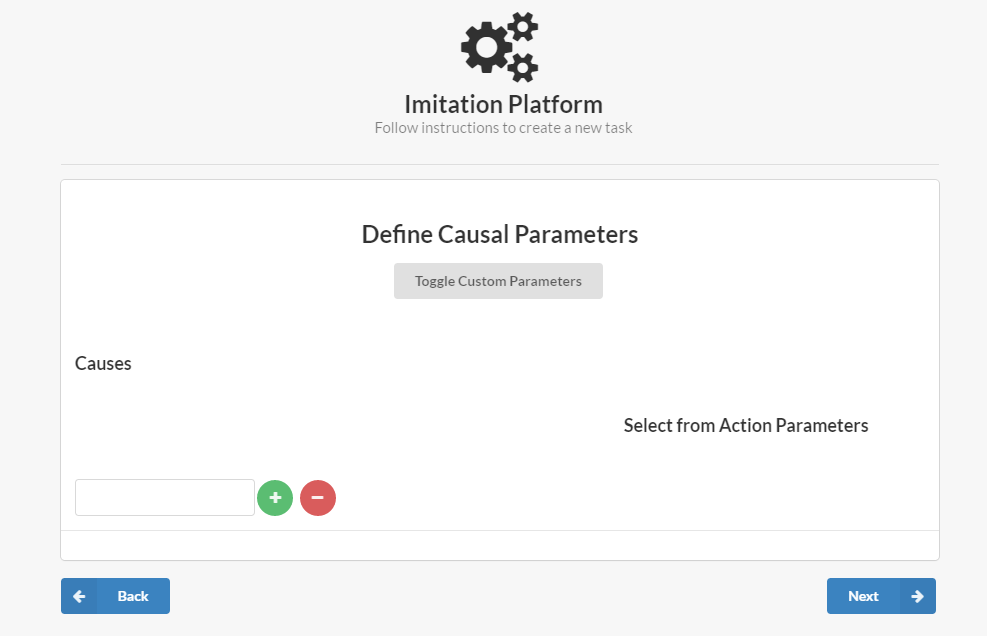 Imitation Platform
Follow instructions to create a new task
Define Causal Parameters
Toggle Custom Parameters
Causes
Select from Action Parameters
Back
Next